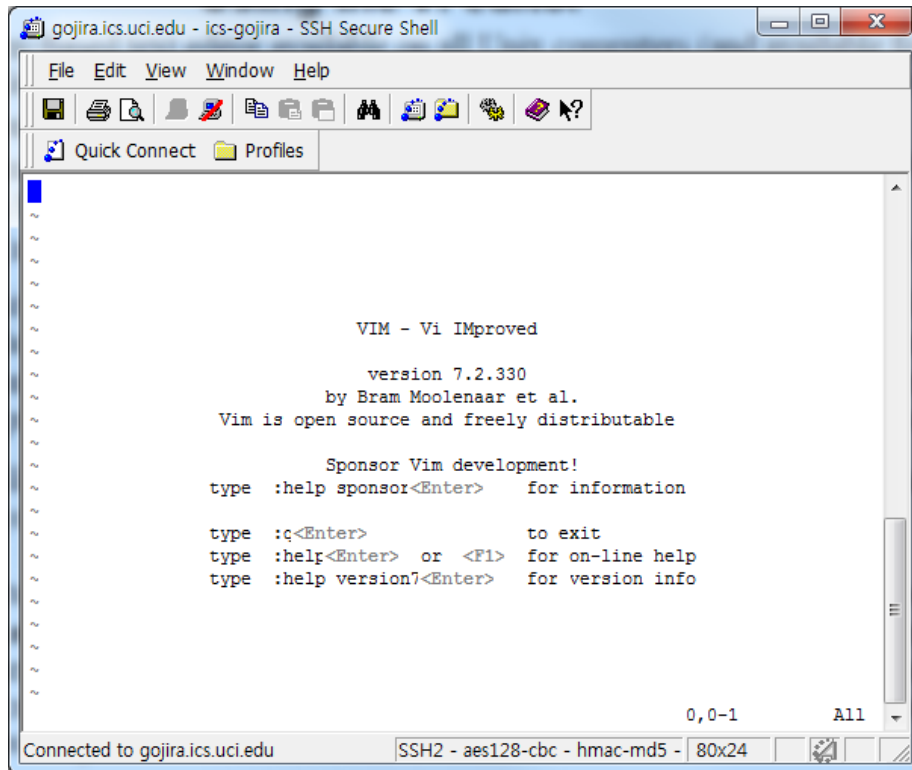 gojira.ics.uci.edu - ics-gojira - SSH Secure Shell
File Edit View Window Help
Quick Connect Profiles
~
~
~
~
~
~
VIM - Vi IMproved
~
~ version 7.2.330
~ by Bram Moolenaar et al.
~ Vim is open source and freely distributable
~
~ Sponsor Vim development!
~ type :help sponsor<Enter> for information
~
~ type :q<Enter> to exit
~ type :help<Enter> or <F1> for on-line help
~ type :help version7<Enter> for version info
~
~
~
~
~
0,0-1 All
Connected to gojira.ics.uci.edu SSH2 - aes128-cbc - hmac-md5 - 80x24